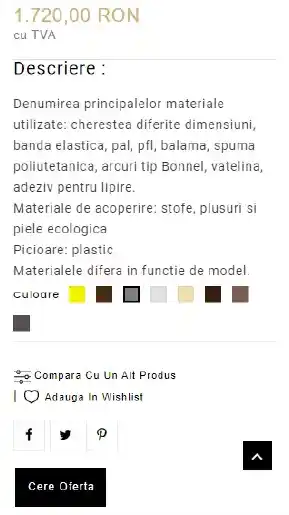 1.720,00 RON
cu TVA
Descriere :
Denumirea principalelor materiale
utilizate: cherestea diferite dimensiuni,
banda elastica, pal, pfl, balama, spuma
poliutetanica, arcuri tip Bonnel, vatelina,
adeziv pentru lipire.
Materiale de acoperire: stofe, plusuri si
piele ecologica
Picioare: plastic
Materialele difera in functie de model.
Culoare
Compara Cu Un Alt Produs
| Adauga In Wishlist
Cere Oferta